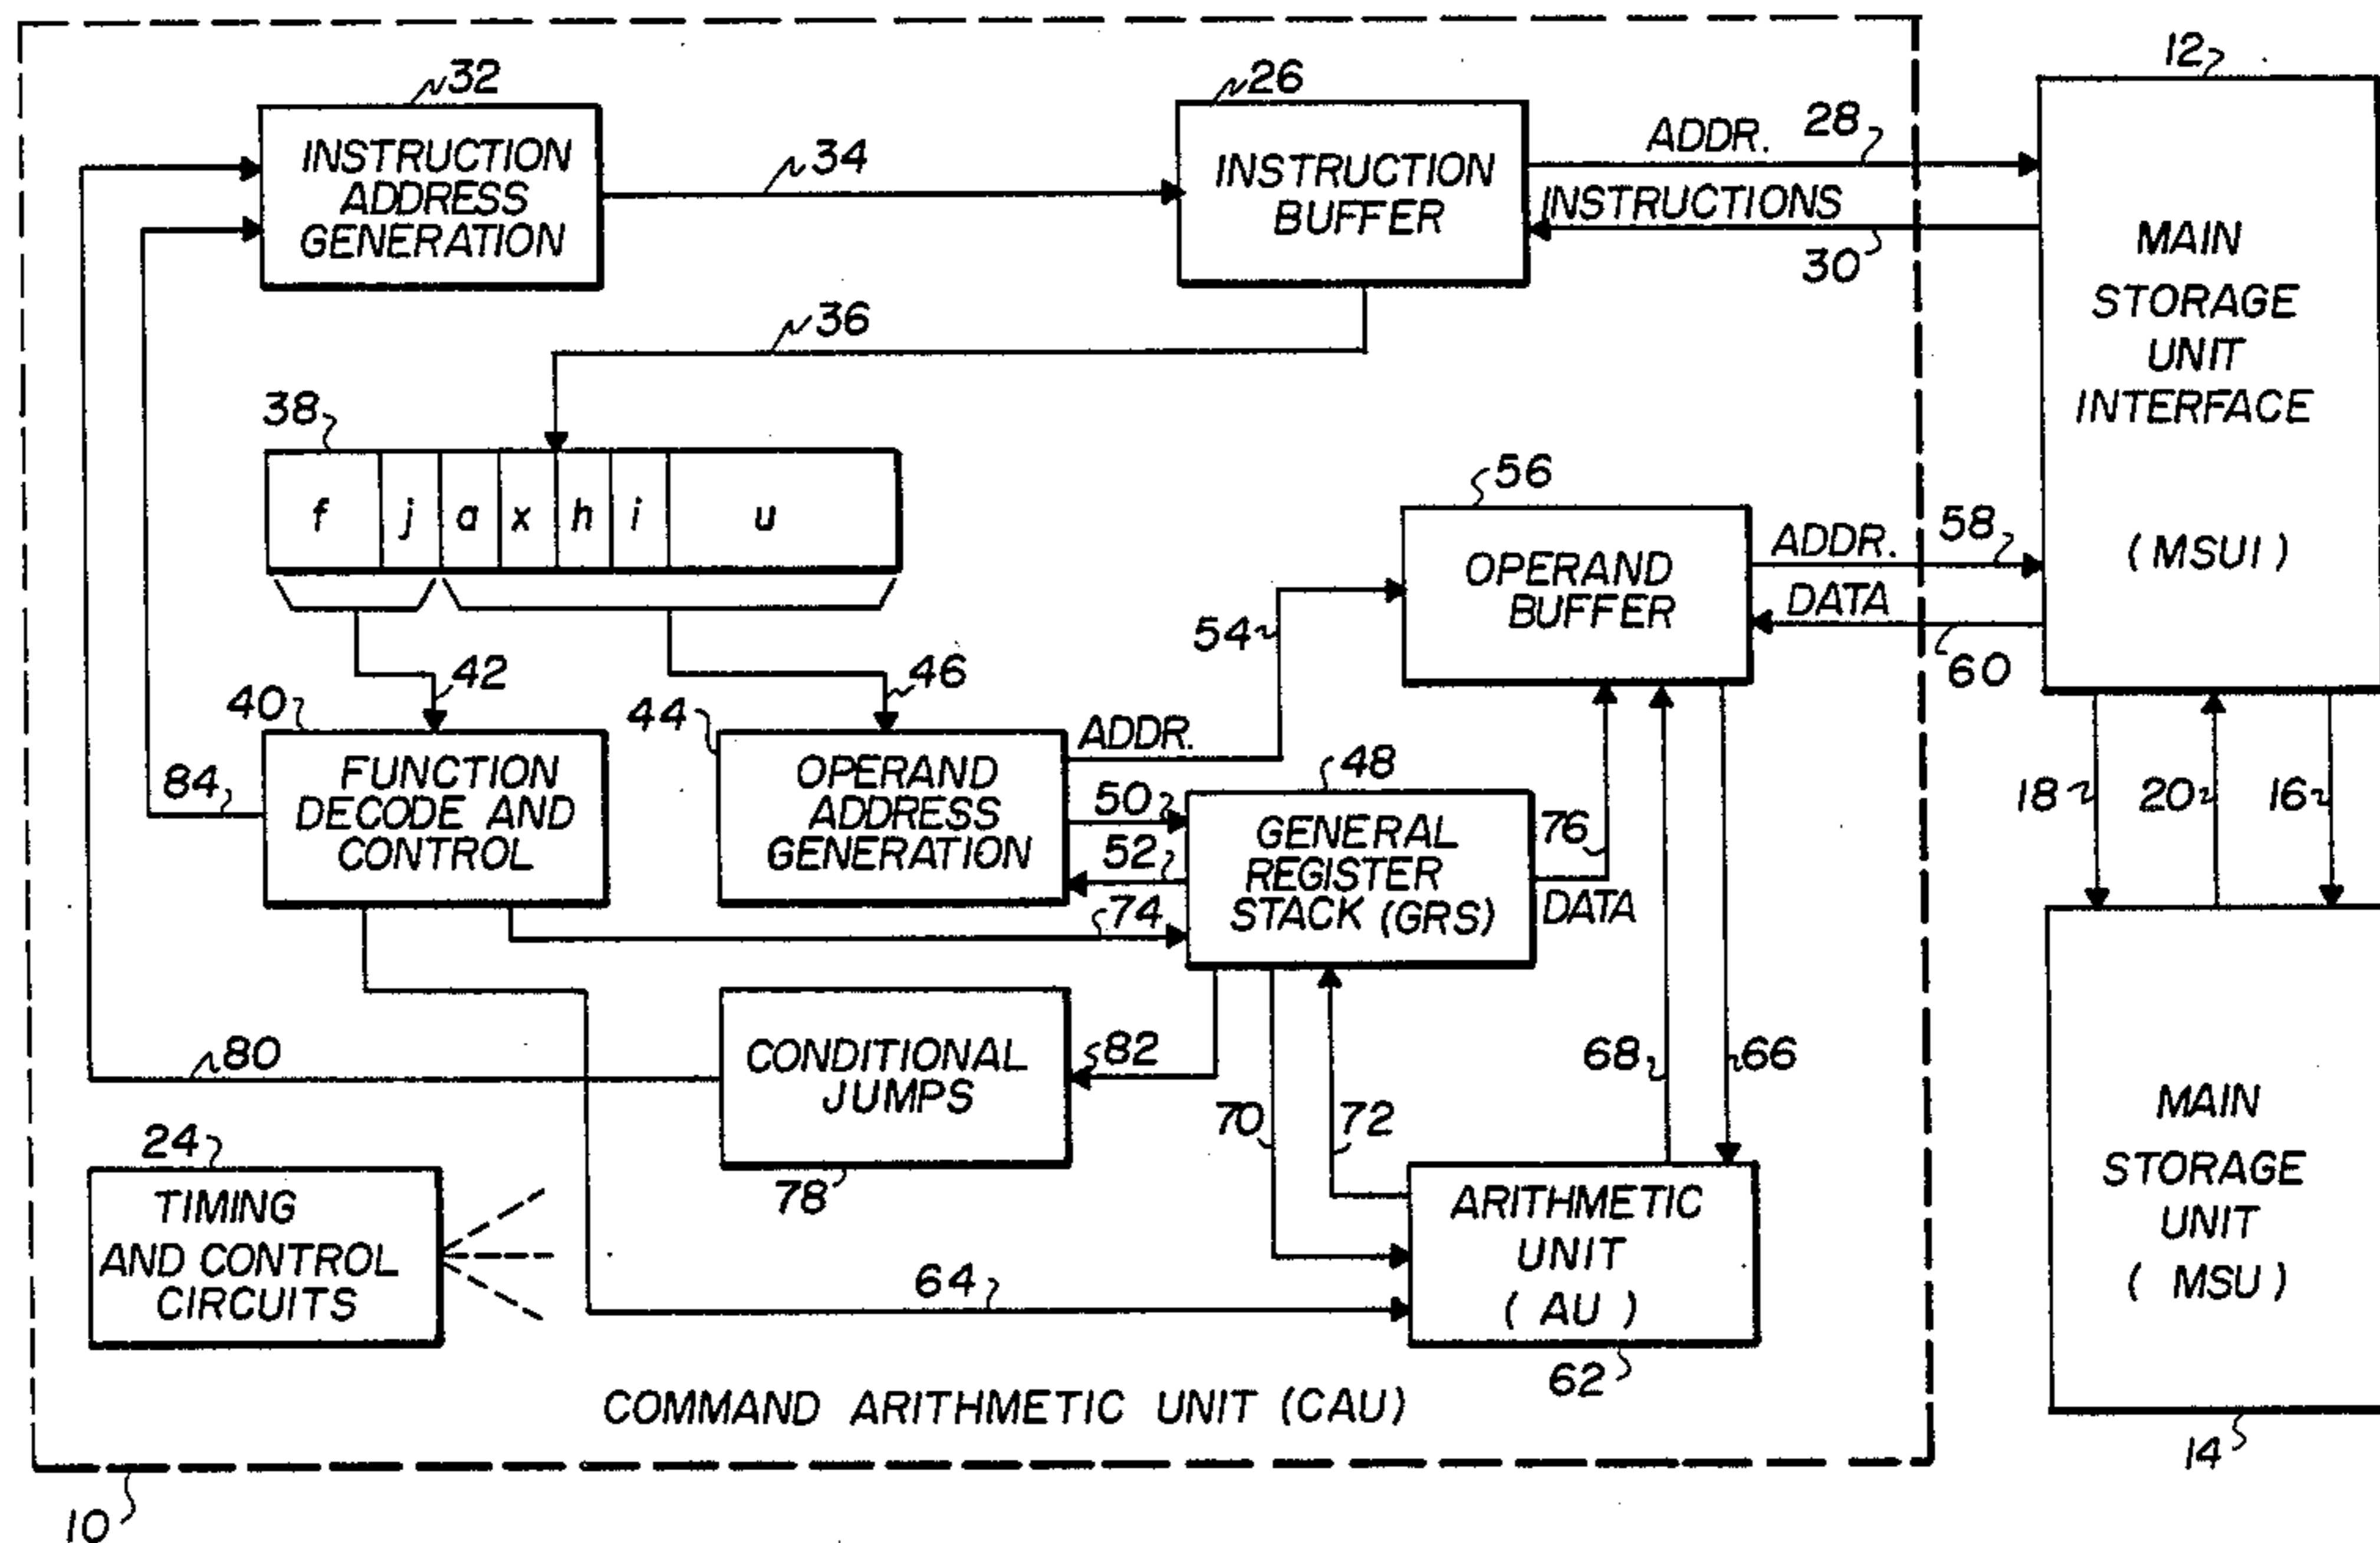 32
INSTRUCTION
ADDRESS
GENERATION
34
26
INSTRUCTION
BUFFER
ADDR. 28
INSTRUCTIONS
30
12
MAIN
STORAGE
UNIT
INTERFACE
(MSUI)
36
38
f j a x h i u
42
46
40
FUNCTION
DECODE AND
CONTROL
84
44
OPERAND
ADDRESS
GENERATION
ADDR.
54
56
OPERAND
BUFFER
ADDR. 58
DATA
60
50
52
74
48
GENERAL
REGISTER
STACK (GRS)
76
DATA
18
20
16
80
CONDITIONAL
JUMPS
78
82
70
72
68
66
24
TIMING
AND CONTROL
CIRCUITS
64
ARITHMETIC
UNIT
(AU)
62
MAIN
STORAGE
UNIT
(MSU)
14
COMMAND ARITHMETIC UNIT (CAU)
10